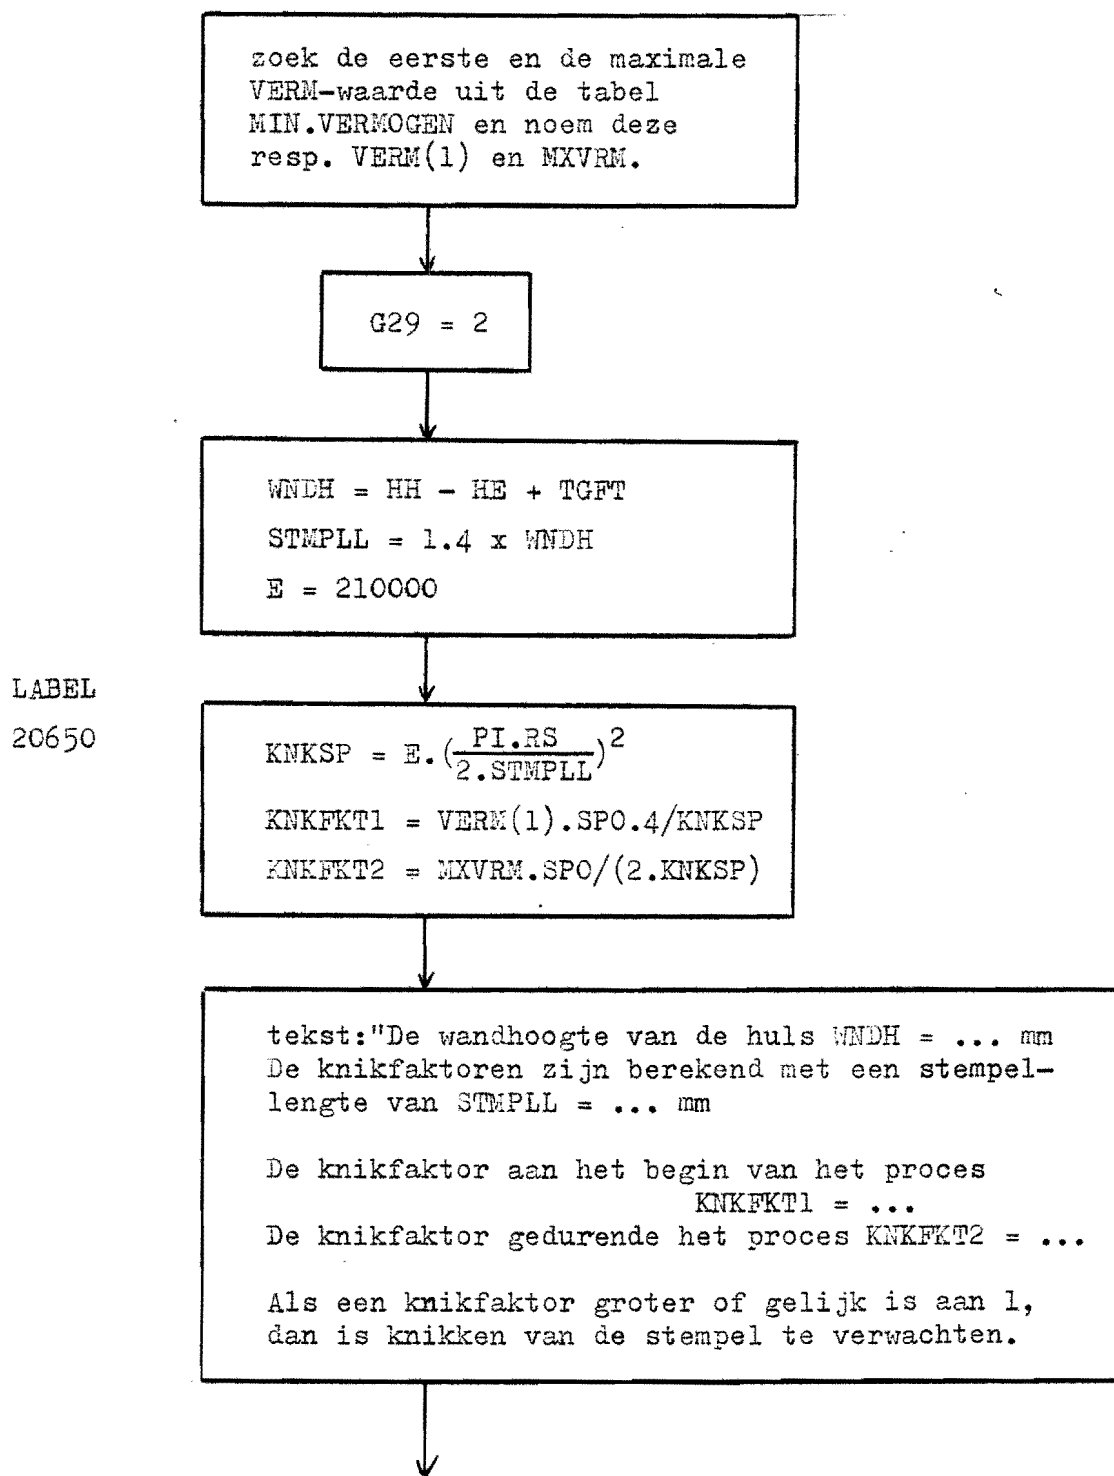 zoek de eerste en de maximale
VERM-waarde uit de tabel
MIN.VERMOGEN en noem deze
resp. VERM(1) en MXVRM.
G29 = 2
WNDH = HH - HE + TGFT
STMPLL = 1.4 x WNDH
E = 210000
LABEL
20650
KNKSP = E.(PI.RS/2.STMPLL)2
KNKFKT1 = VERM(1).SPO.4/KNKSP
KNKFKT2 = MXVRM.SPO/(2.KNKSP)
tekst:"De wandhoogte van de huls WNDH = ... mm
De knikfaktoren zijn berekend met een stempel-
lengte van STMPLL = ... mm
De knikfaktor aan het begin van het proces
KNKFKT1 = ...
De knikfaktor gedurende het proces KNKFKT2 = ...
Als een knikfaktor groter of gelijk is aan 1,
dan is knikken van de stempel te verwachten.